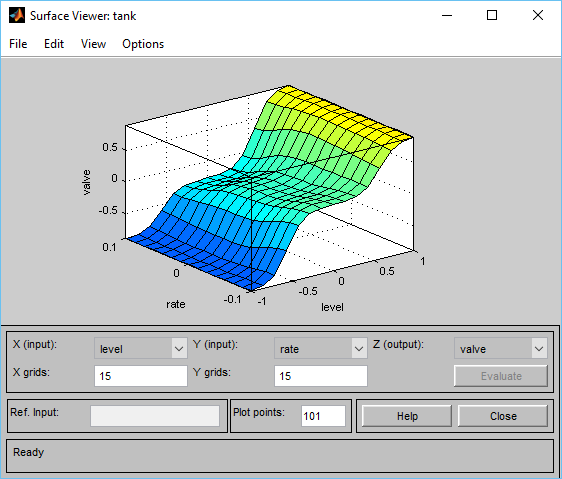 Surface Viewer: tank
File Edit View Options
valve
0.5
0
-0.5
0.1
0
-0.1
rate
-1
-0.5
0
0.5
1
level
X (input): level Y (input): rate Z (output): valve
X grids: 15 Y grids: 15 Evaluate
Ref. Input: Plot points: 101 Help Close
Ready